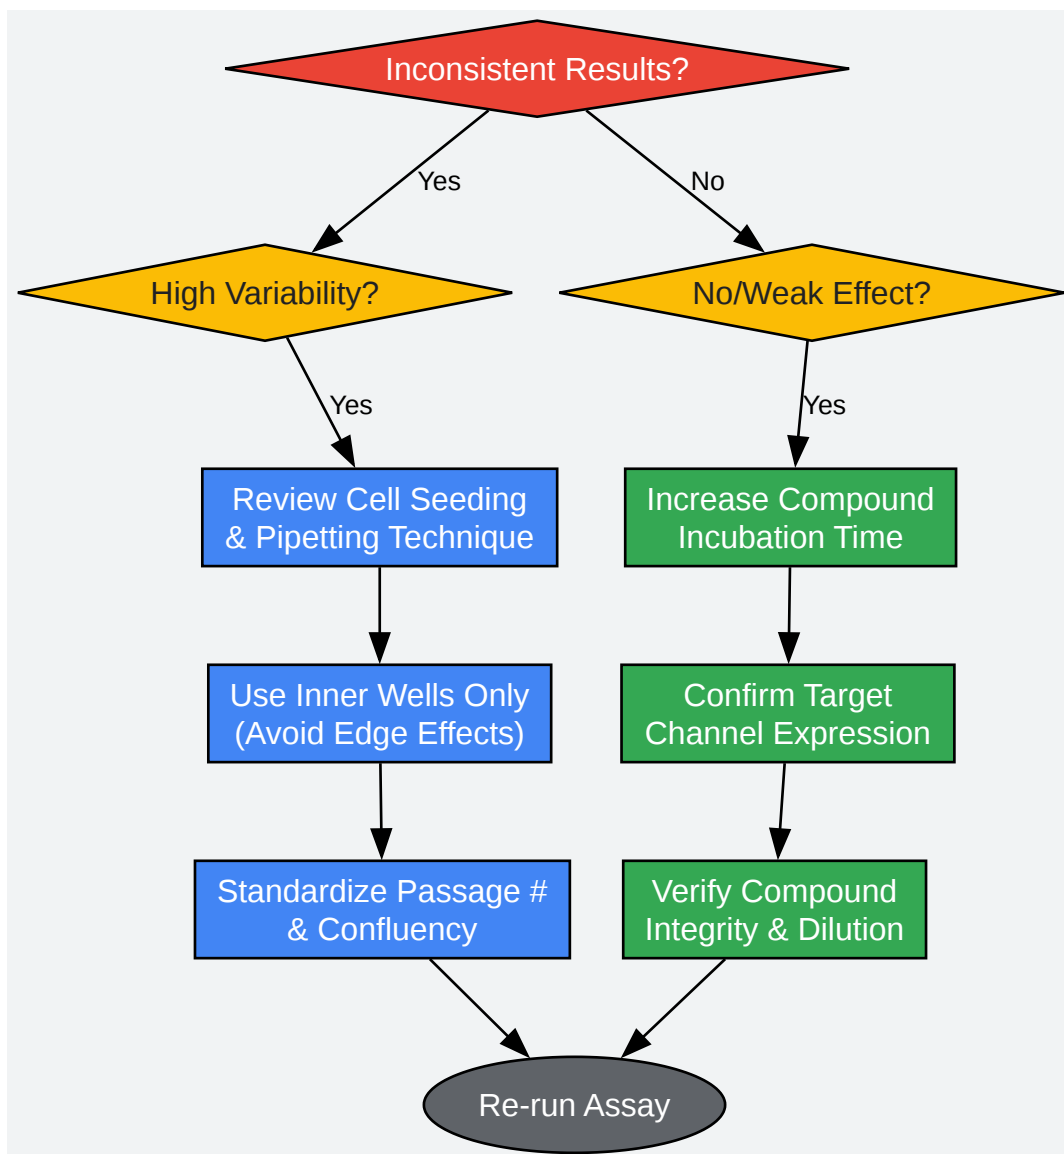 Inconsistent Results?
Yes
No
High Variability?
No/Weak Effect?
Yes
Yes
Review Cell Seeding
& Pipetting Technique
Increase Compound
Incubation Time
Use Inner Wells Only
(Avoid Edge Effects)
Confirm Target
Channel Expression
Standardize Passage #
& Confluency
Verify Compound
Integrity & Dilution
Re-run Assay